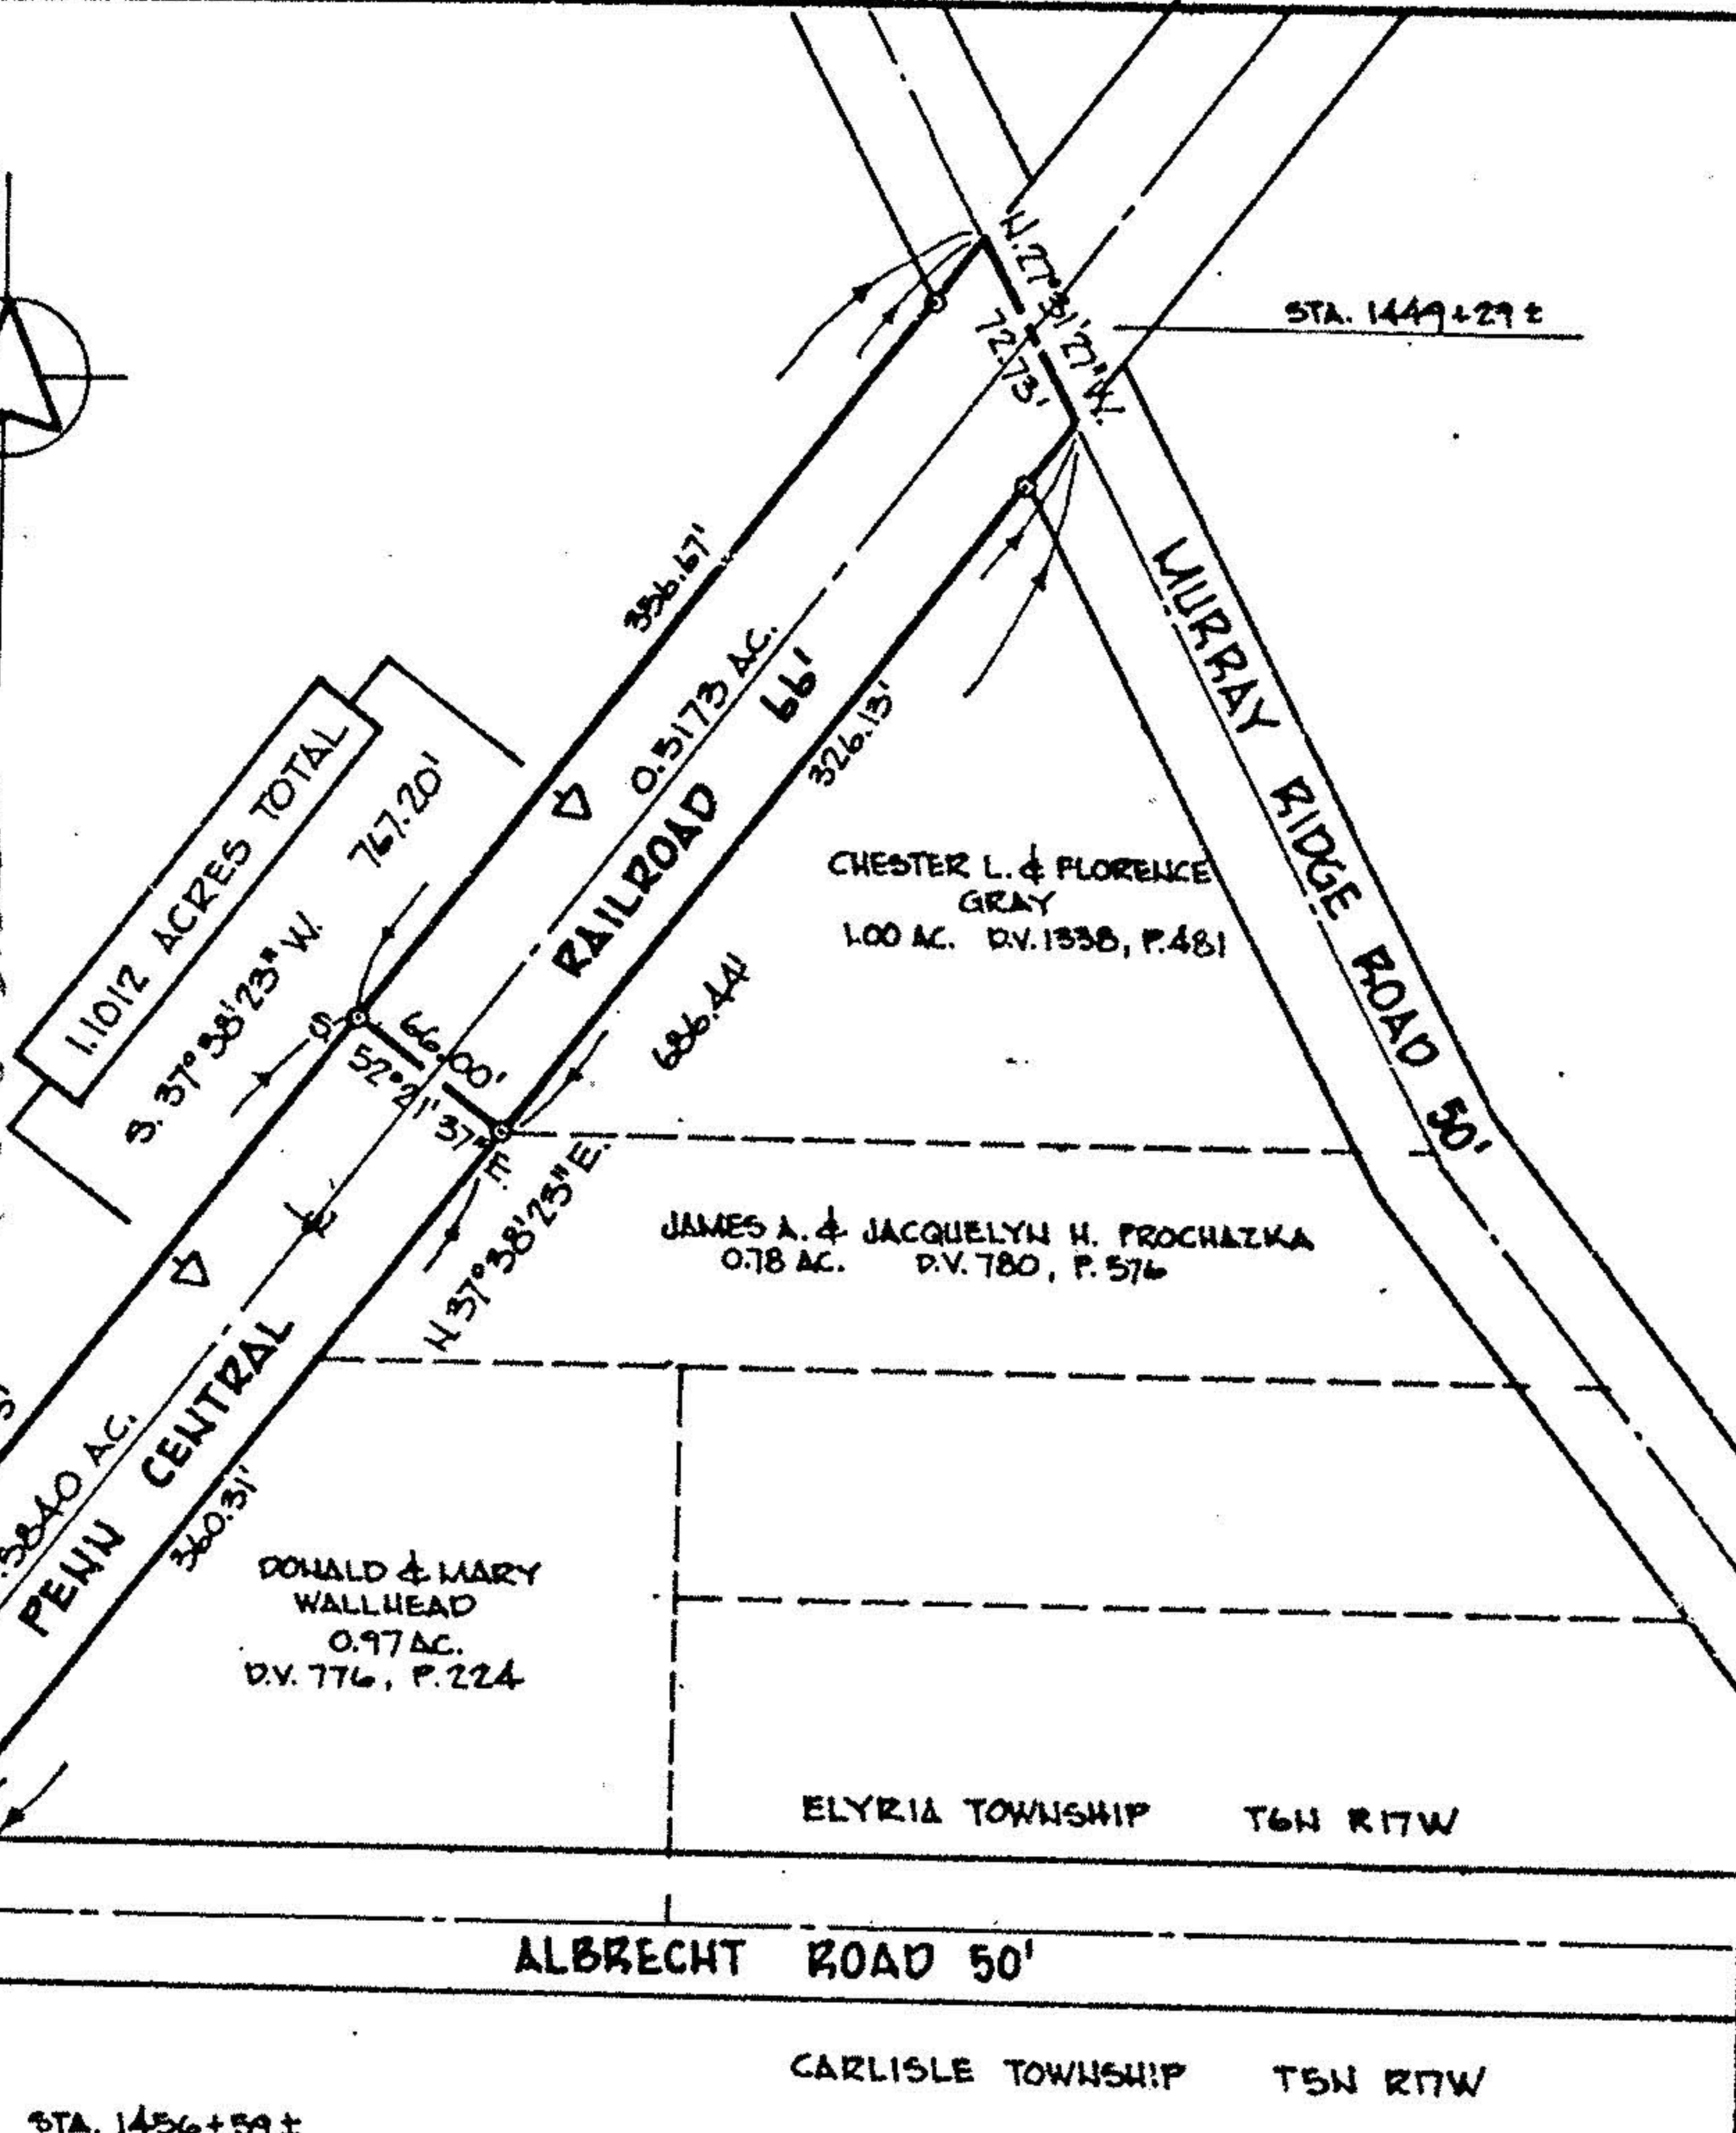 N. 27° 31' 27" W.
72.73'
STA. 1449+29±
356.67'
0.5173 AC.
66'
326.13'
RAILROAD
1.1012 ACRES TOTAL
767.20'
S. 37° 38' 23" W.
MURRAY RIDGE ROAD 50'
CHESTER L. & FLORENCE
GRAY
1.00 AC. D.V. 1338, P. 481
686.44'
66.00'
S. 52° 21' 37" E.
N 37° 38' 23" E.
JAMES A. & JACQUELYN H. PROCHAZKA
0.78 AC. D.V. 780, P. 576
.5840 AC.
PENN CENTRAL
360.31'
DONALD & MARY
WALLHEAD
0.97 AC.
D.V. 776, P. 224
ELYRIA TOWNSHIP T6N R17W
ALBRECHT ROAD 50'
CARLISLE TOWNSHIP T5N R17W
STA. 1456+59±